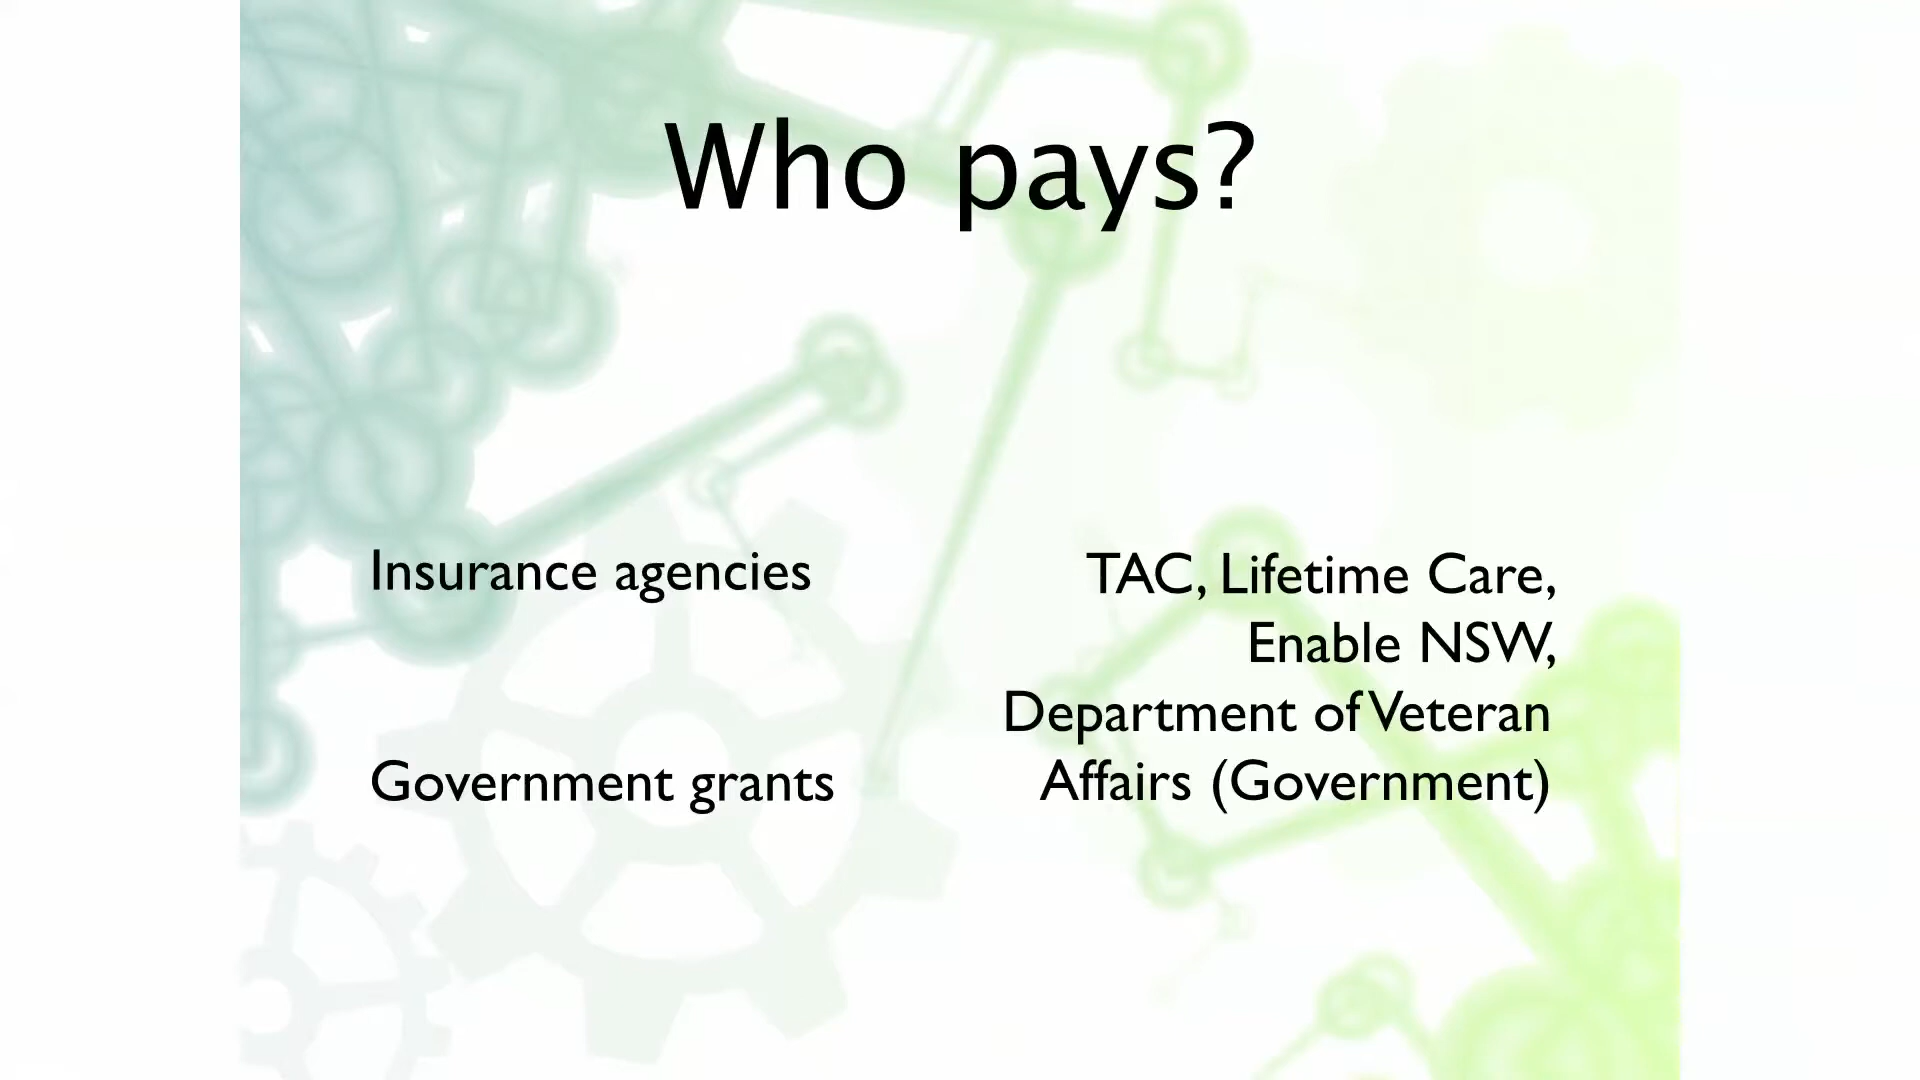 Who pays?
Insurance agencies
Government grants
TAC, Lifetime Care,
Enable NSW,
Department of Veteran
Affairs (Government)